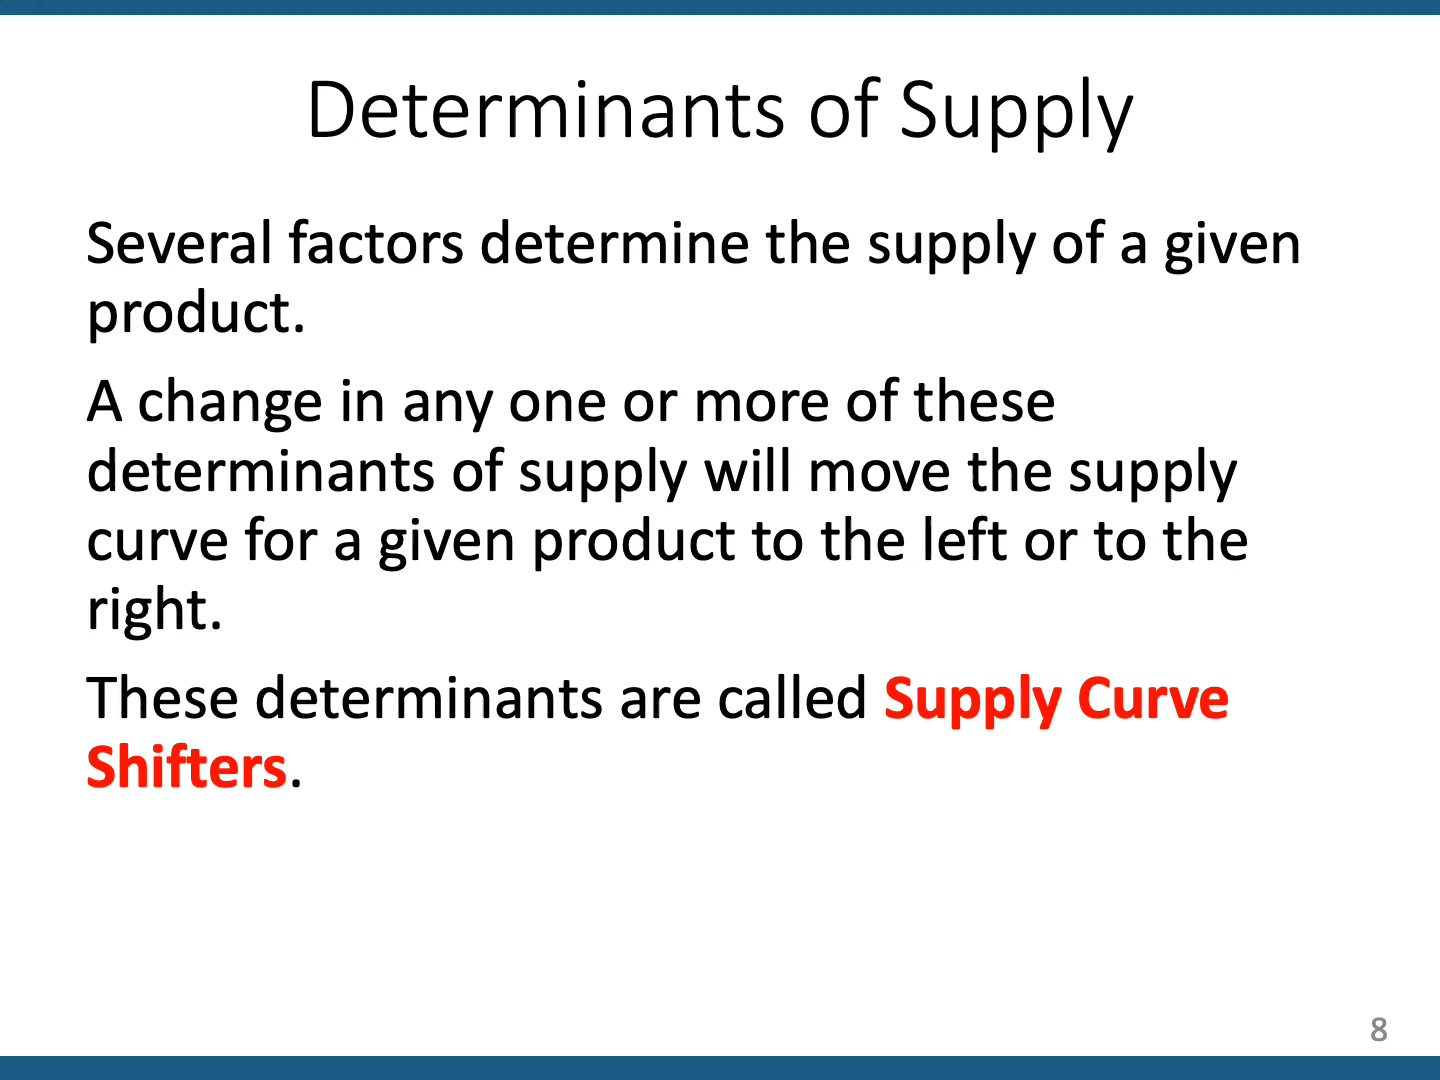 Determinants of Supply
Several factors determine the supply of a given
product.
A change in any one or more of these
determinants of supply will move the supply
curve for a given product to the left or to the
right.
These determinants are called Supply Curve
Shifters.
8